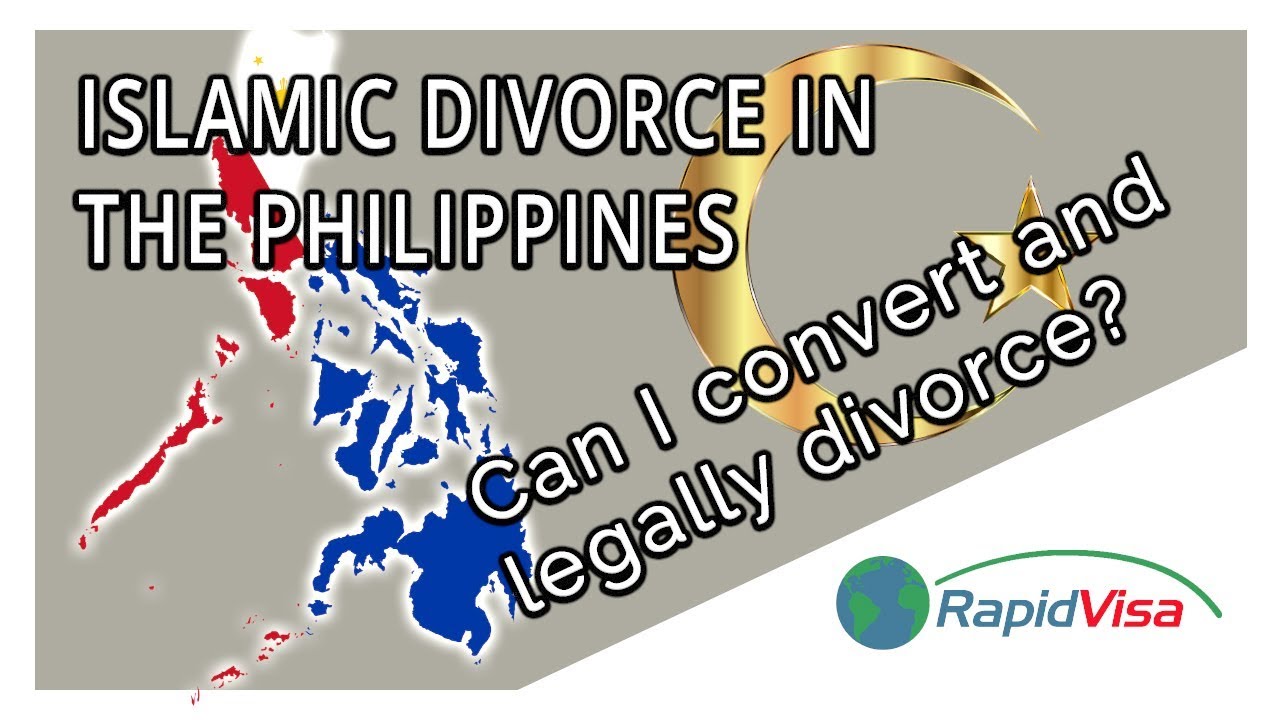 ISLAMIC DIVORCE IN
THE PHILIPPINES
Can I convert and
legally divorce?
RapidVisa